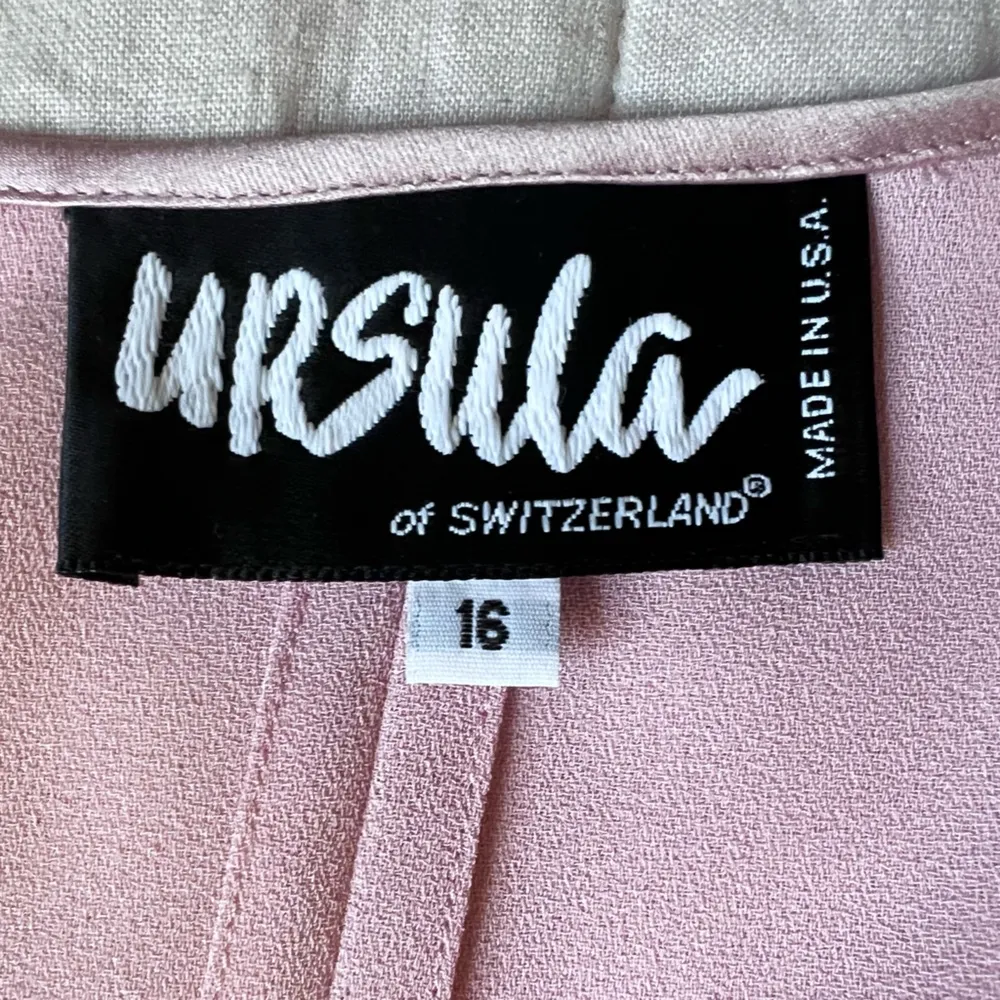 URSULA
of SWITZERLAND®
MADE IN U.S.A.
16